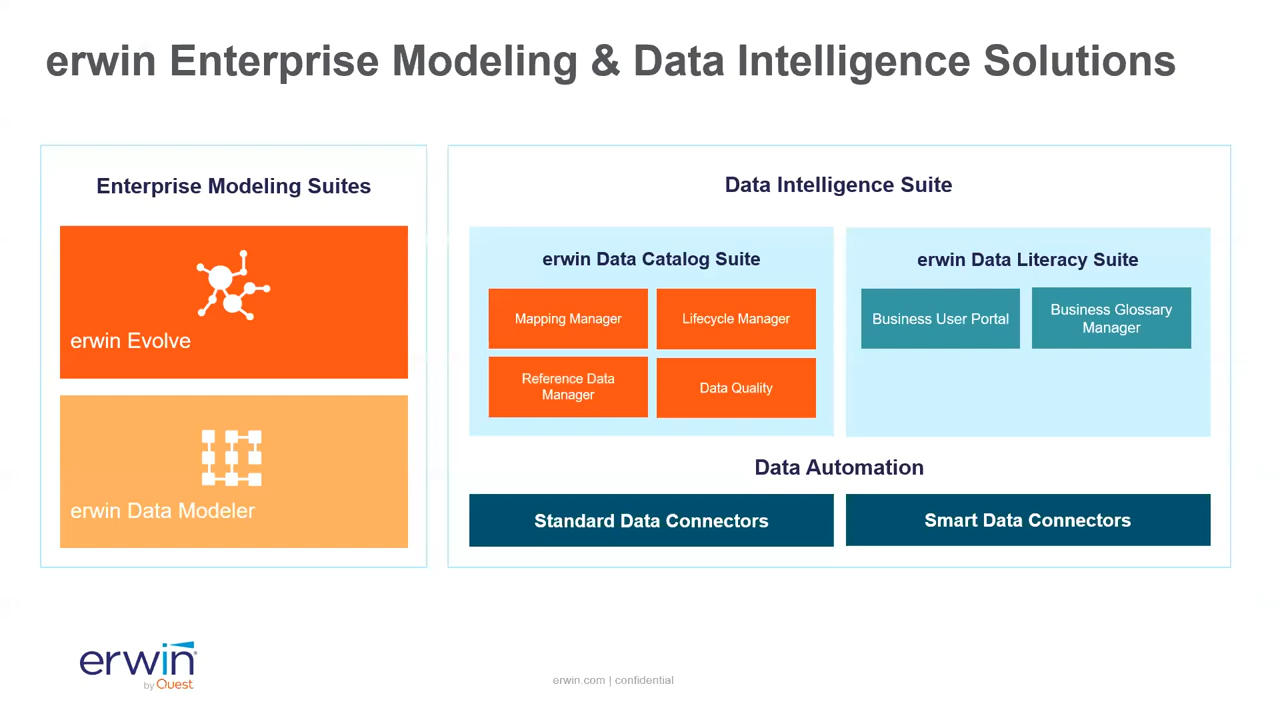 erwin Enterprise Modeling & Data Intelligence Solutions
Enterprise Modeling Suites
erwin Evolve
erwin Data Modeler
Data Intelligence Suite
erwin Data Catalog Suite
Mapping Manager
Lifecycle Manager
Reference Data
Manager
Data Quality
erwin Data Literacy Suite
Business User Portal
Business Glossary
Manager
Data Automation
Standard Data Connectors
Smart Data Connectors
erwin
by Quest
erwin.com | confidential